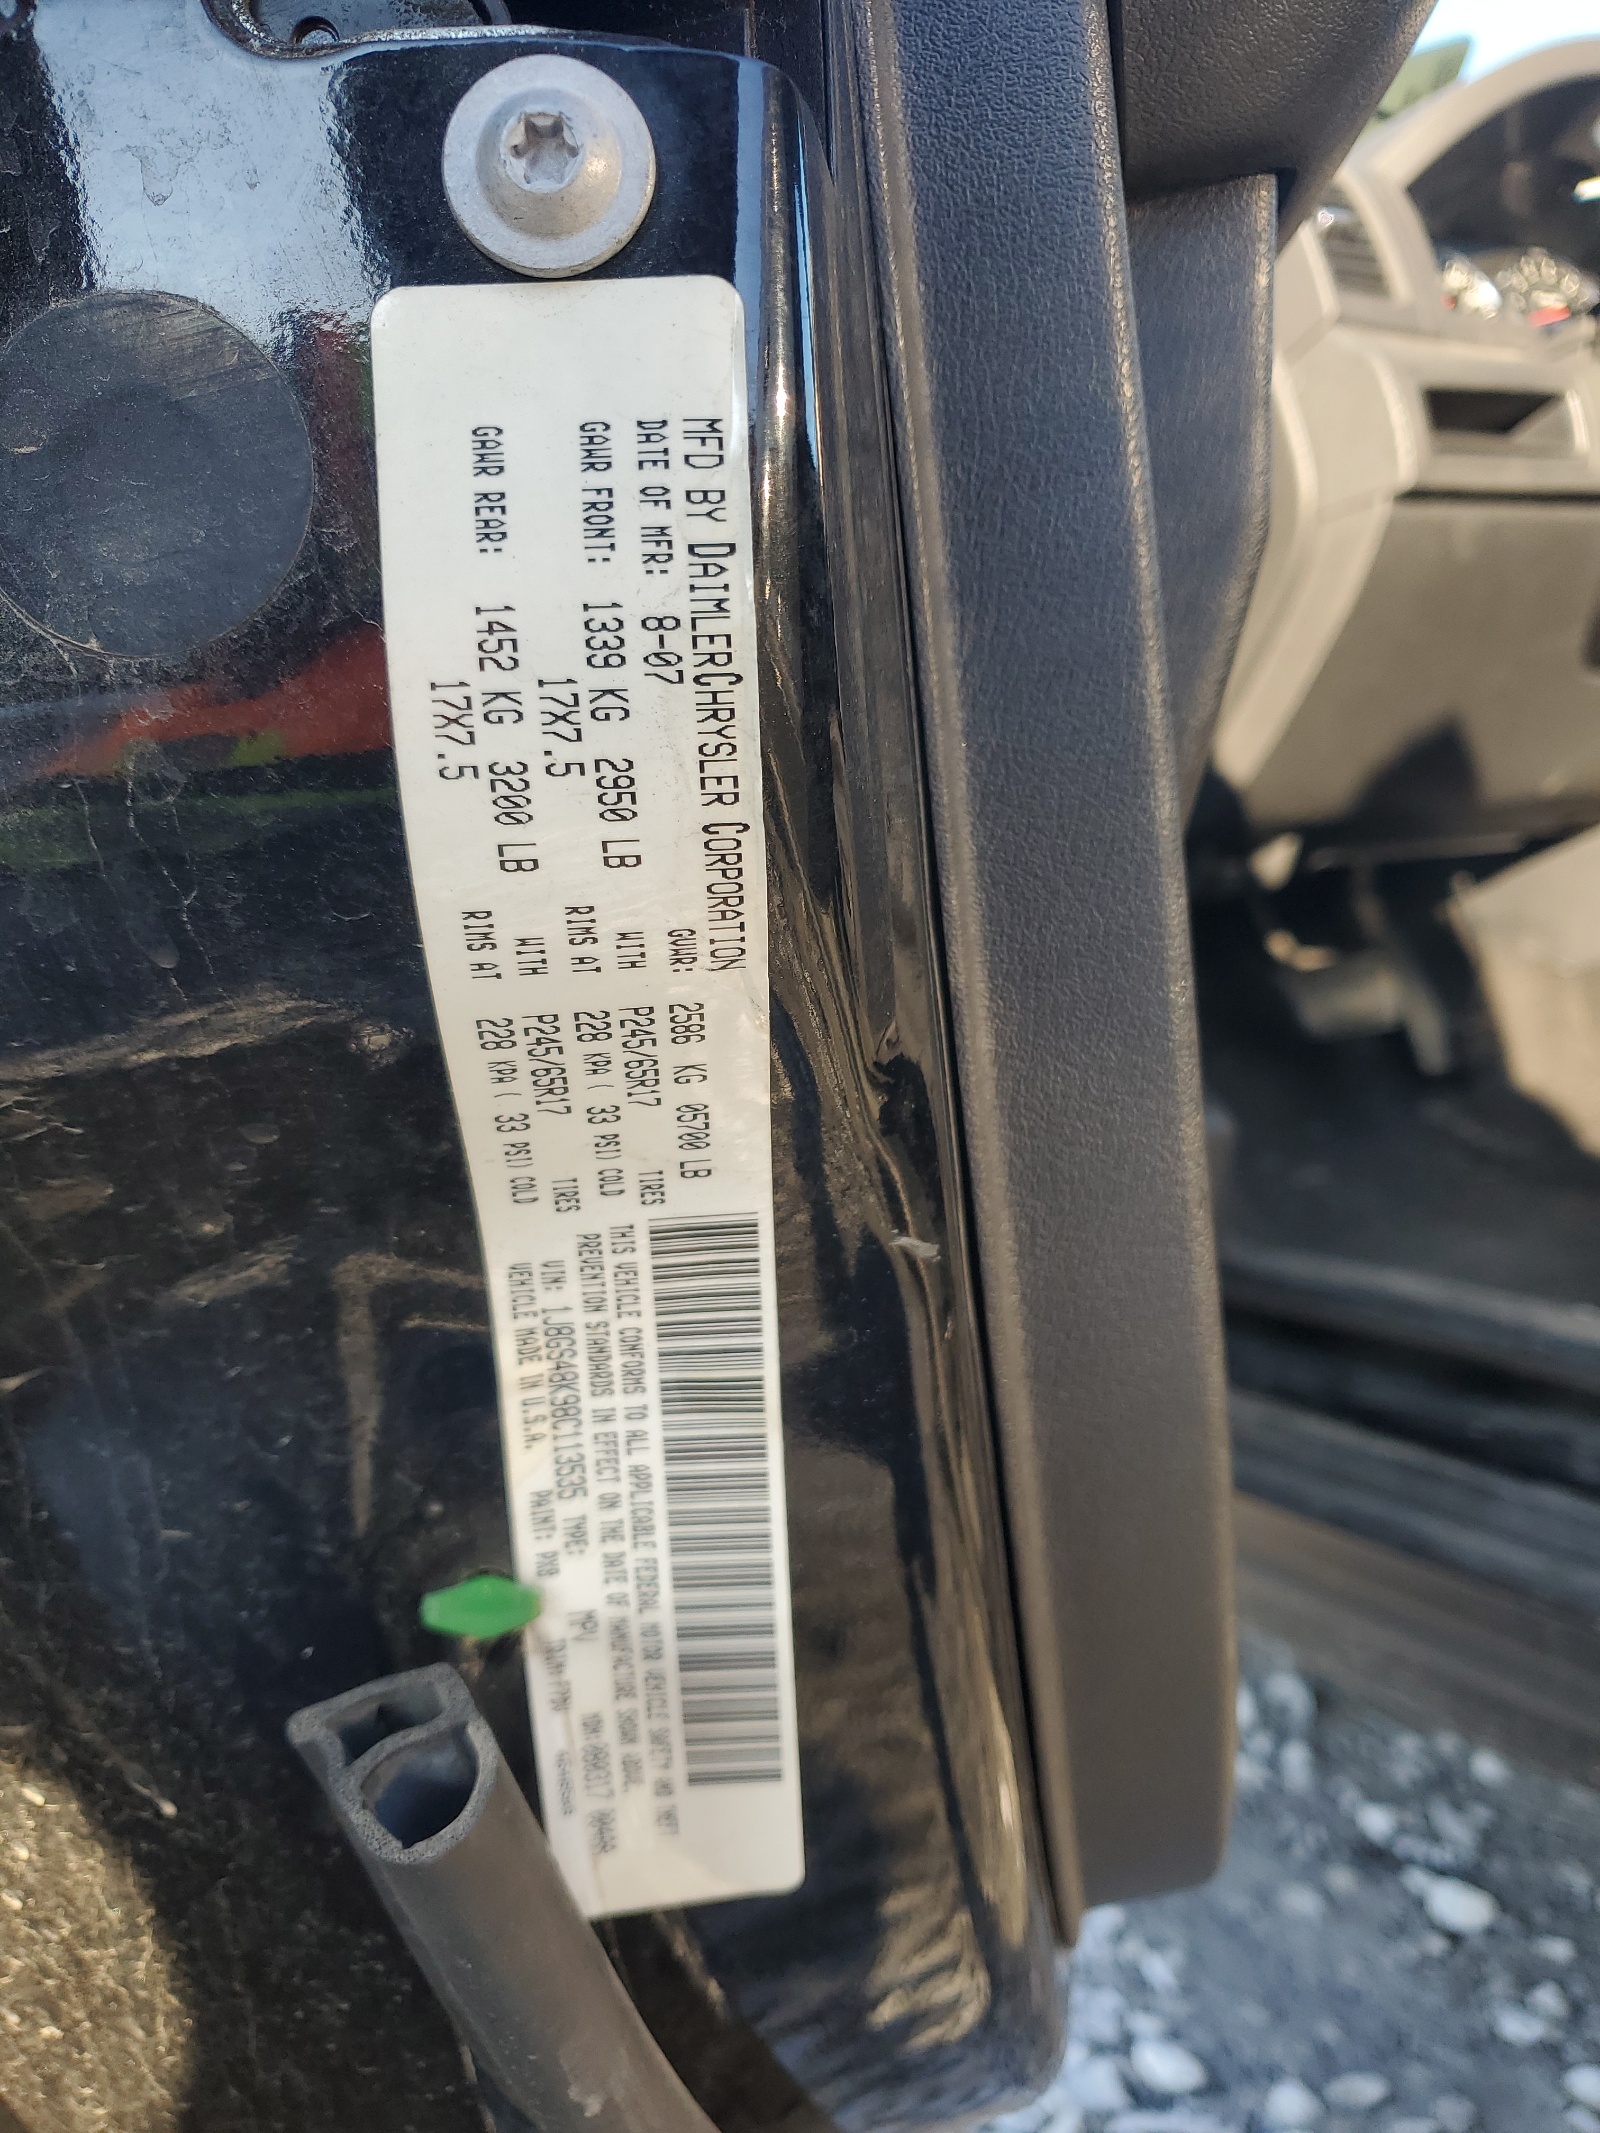 MFD BY DAIMLERCHRYSLER CORPORATION
DATE OF MFR: 8-07 GVWR: 2586 KG 05700 LB
GAWR FRONT: 1339 KG 2950 LB WITH P245/65R17 TIRES
17X7.5 RIMS AT 228 KPA ( 33 PSI) COLD
GAWR REAR: 1452 KG 3200 LB WITH P245/65R17 TIRES
17X7.5 RIMS AT 228 KPA ( 33 PSI) COLD
THIS VEHICLE CONFORMS TO ALL APPLICABLE FEDERAL MOTOR VEHICLE SAFETY AND THEFT
PREVENTION STANDARDS IN EFFECT ON THE DATE OF MANUFACTURE SHOWN ABOVE.
VIN: 1J8GS48K98C113535 TYPE: MPV
VEHICLE MADE IN U.S.A. PAINT: PX8